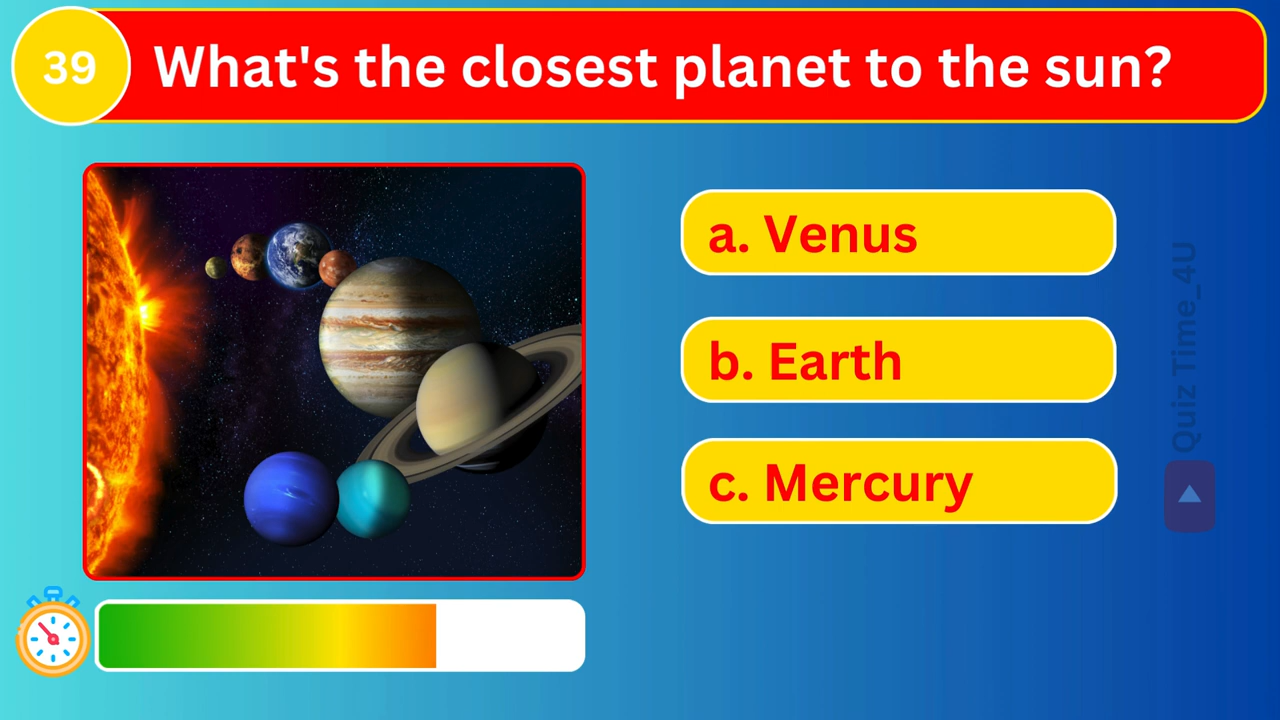 39
What's the closest planet to the sun?
a. Venus
b. Earth
c. Mercury
Quiz Time_4U